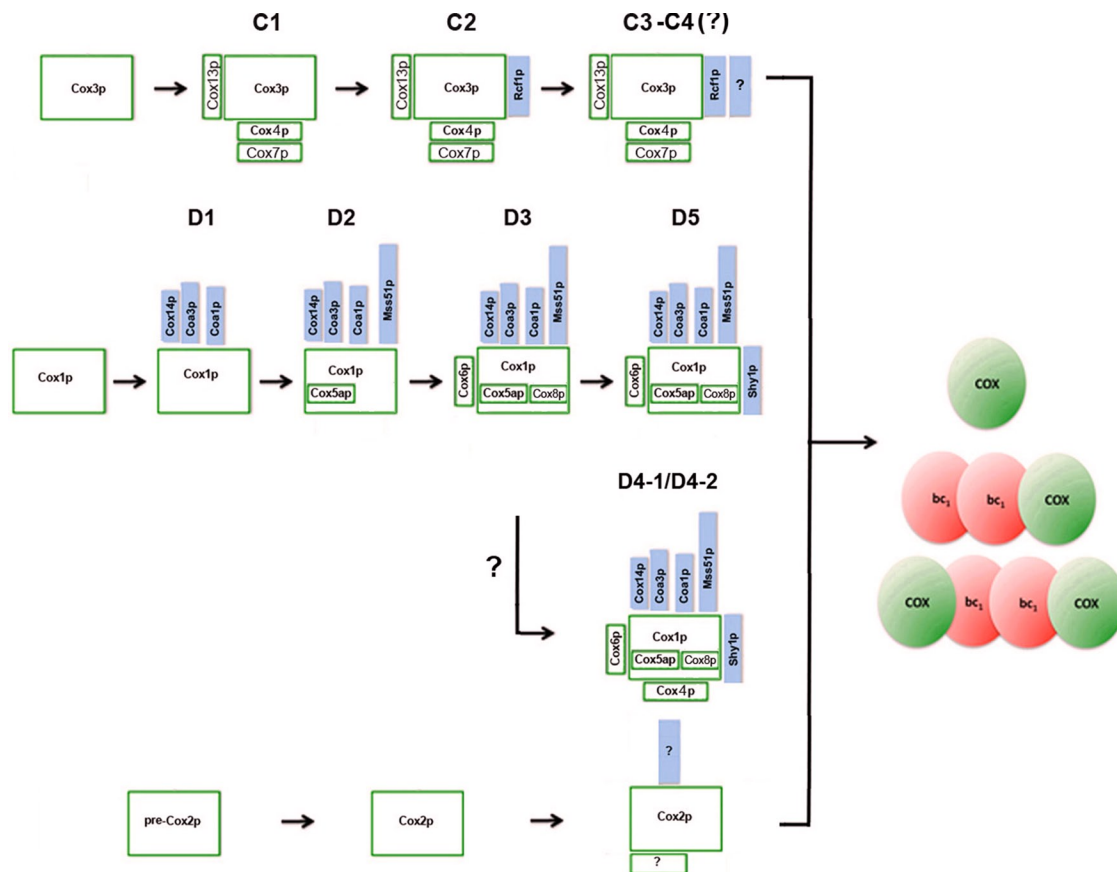 C1
C2
C3-C4(?)
Cox3p
Cox13p
Cox3p
Cox4p
Cox7p
Cox13p
Cox3p
Rcf1p
Cox4p
Cox7p
Cox13p
Cox3p
Rcf1p
?
Cox4p
Cox7p
D1
D2
D3
D5
Cox1p
Cox14p
Coa3p
Coa1p
Cox1p
Cox14p
Coa3p
Coa1p
Mss51p
Cox1p
Cox5ap
Cox14p
Coa3p
Coa1p
Mss51p
Cox6p
Cox1p
Cox5ap
Cox8p
Cox14p
Coa3p
Coa1p
Mss51p
Cox6p
Cox1p
Cox5ap
Cox8p
Shy1p
D4-1/D4-2
?
Cox14p
Coa3p
Coa1p
Mss51p
Cox6p
Cox1p
Cox5ap
Cox8p
Shy1p
Cox4p
pre-Cox2p
Cox2p
?
Cox2p
?
COX
bc₁
bc₁
COX
COX
bc₁
bc₁
COX